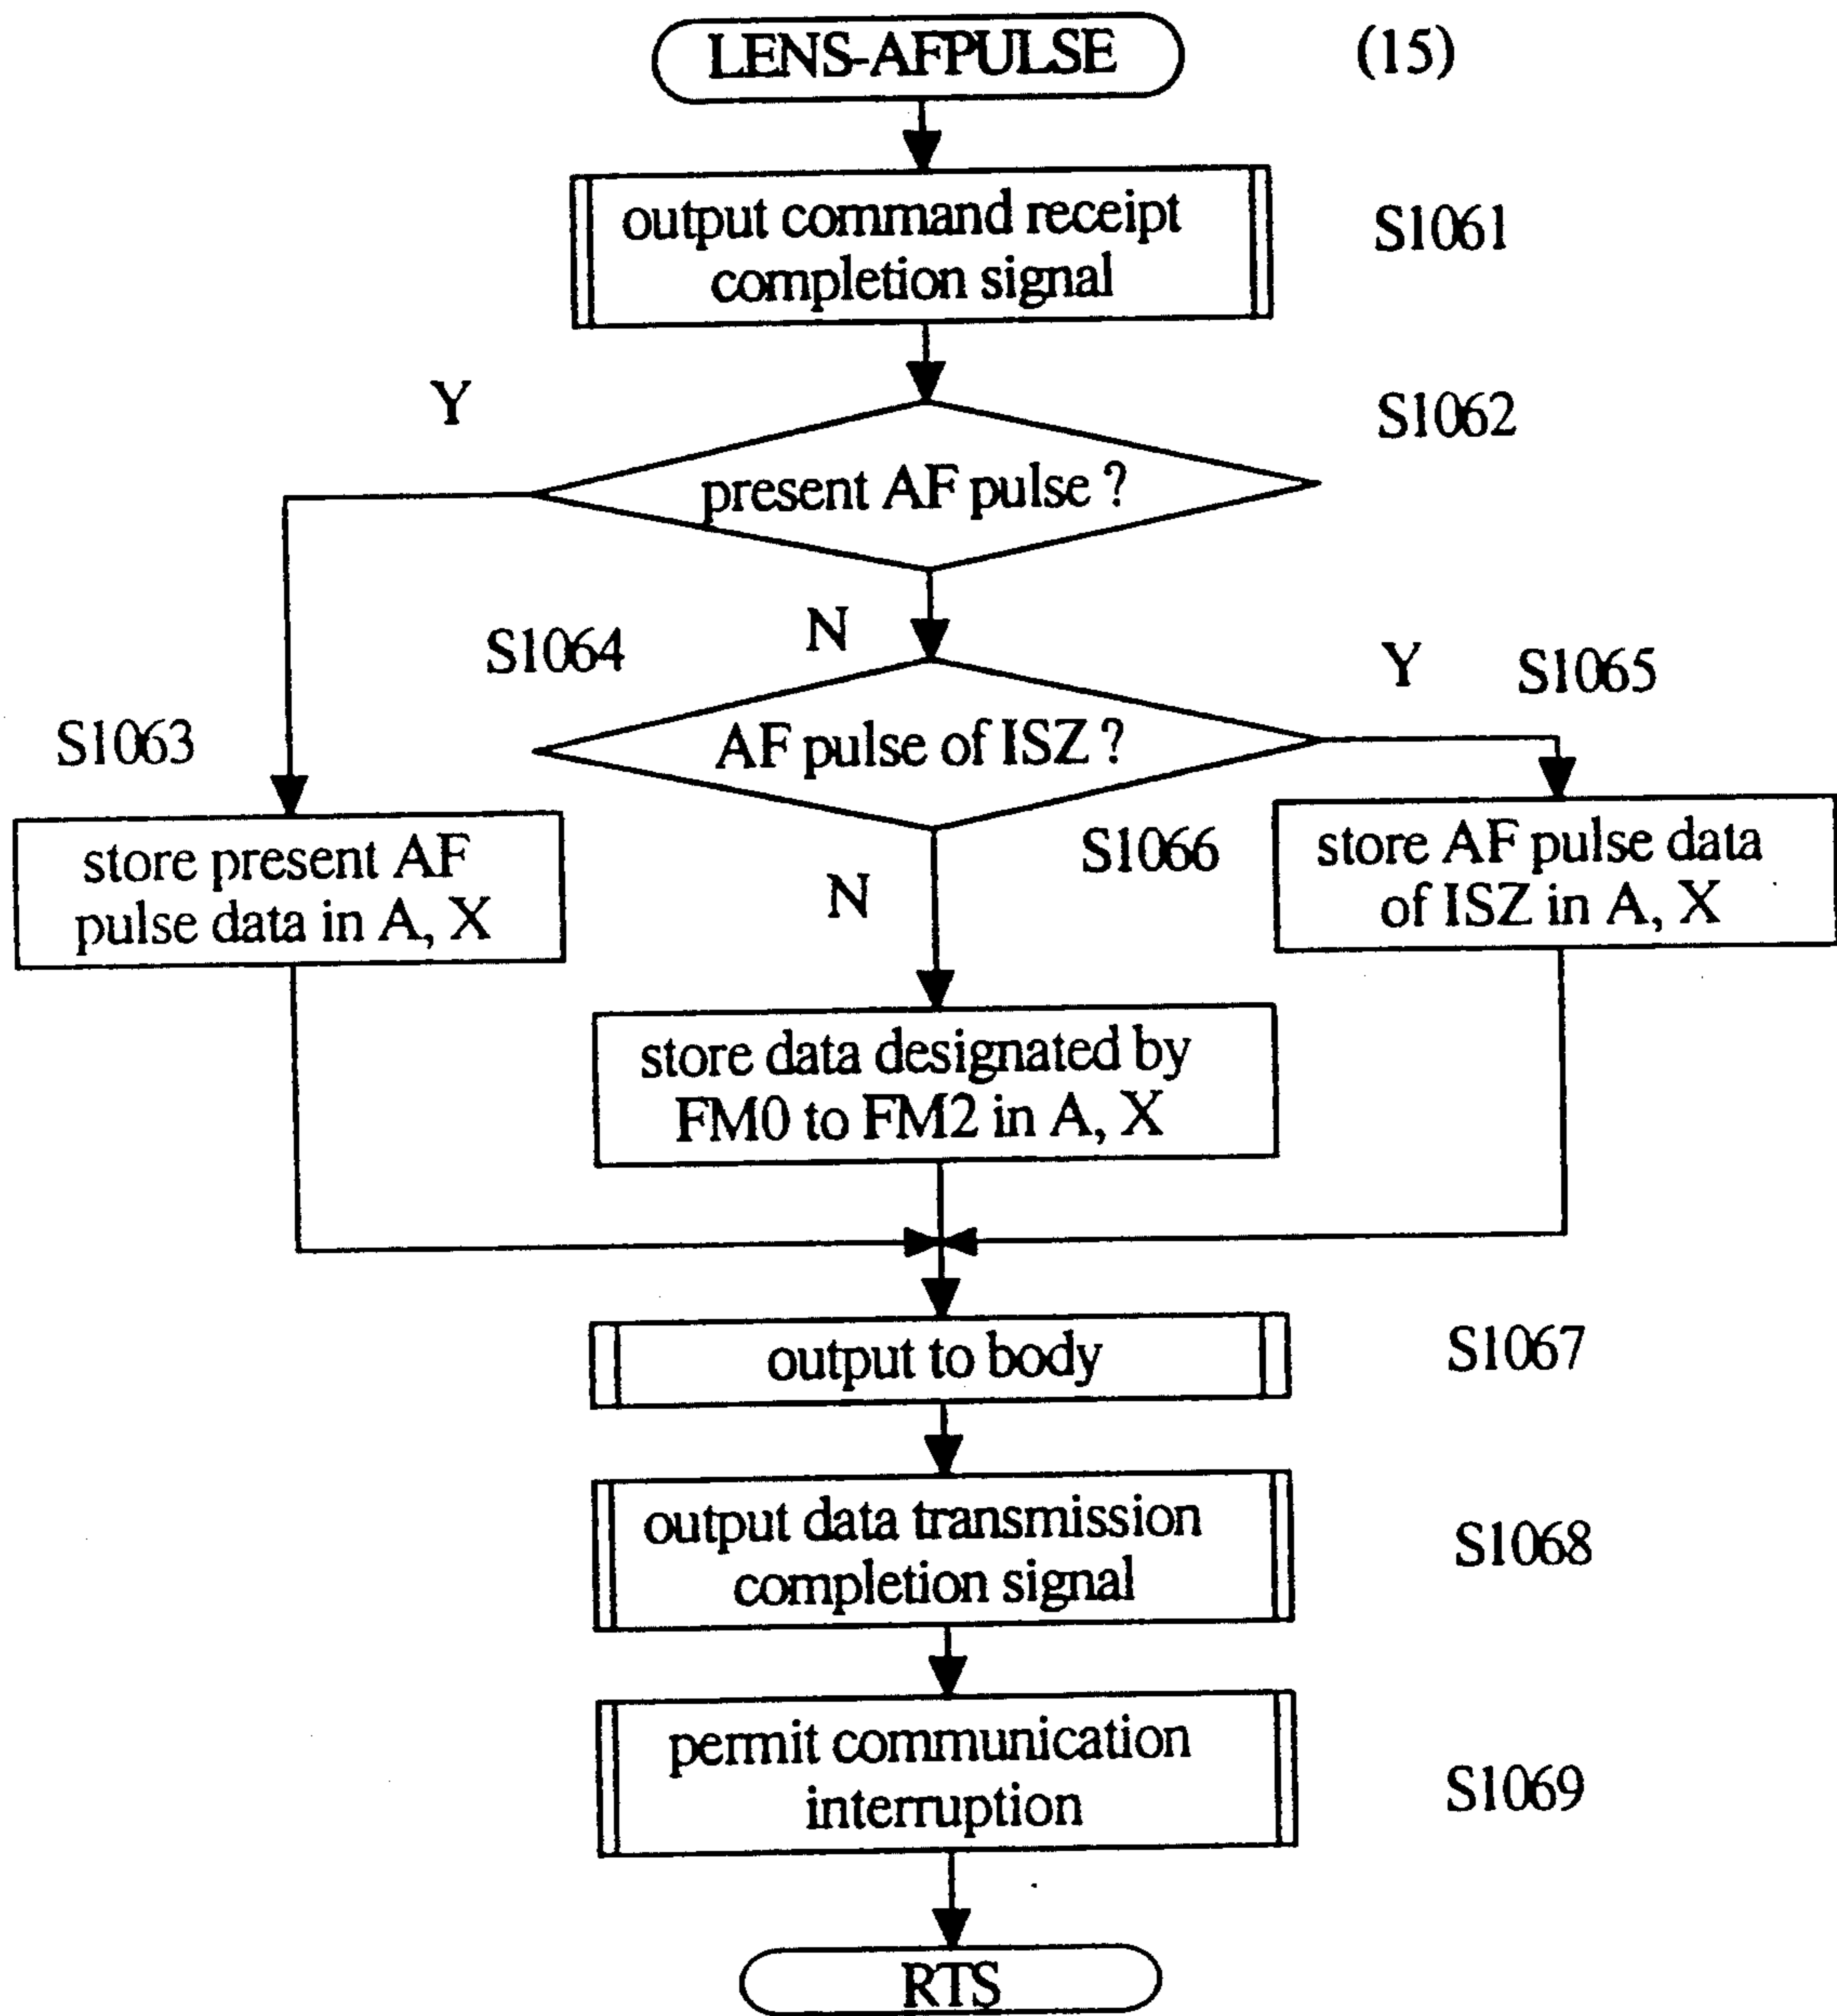 LENS-AFPULSE
(15)
output command receipt
completion signal
S1061
Y
S1062
present AF pulse ?
N
S1064
Y
S1065
S1063
AF pulse of ISZ ?
store present AF
pulse data in A, X
N
S1066
store AF pulse data
of ISZ in A, X
store data designated by
FM0 to FM2 in A, X
output to body
S1067
output data transmission
completion signal
S1068
permit communication
interruption
S1069
RTS